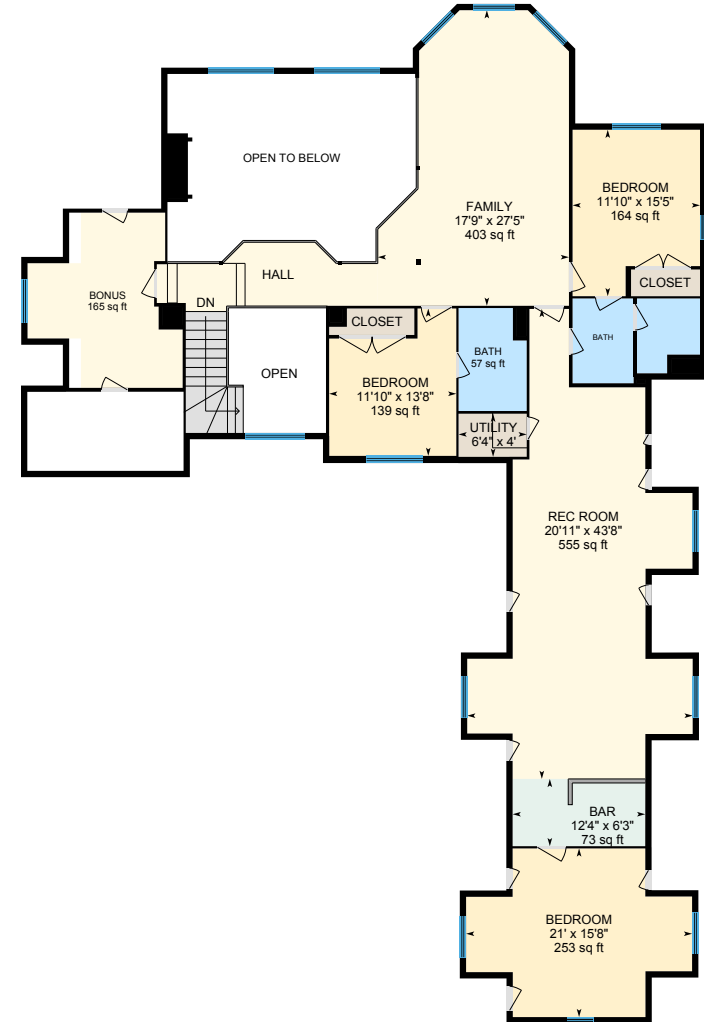 OPEN TO BELOW
FAMILY
17'9" x 27'5"
403 sq ft
BEDROOM
11'10" x 15'5"
164 sq ft
CLOSET
HALL
BONUS
165 sq ft
DN
CLOSET
BATH
BATH
57 sq ft
OPEN
BEDROOM
11'10" x 13'8"
139 sq ft
UTILITY
6'4" x 4'
REC ROOM
20'11" x 43'8"
555 sq ft
BAR
12'4" x 6'3"
73 sq ft
BEDROOM
21' x 15'8"
253 sq ft